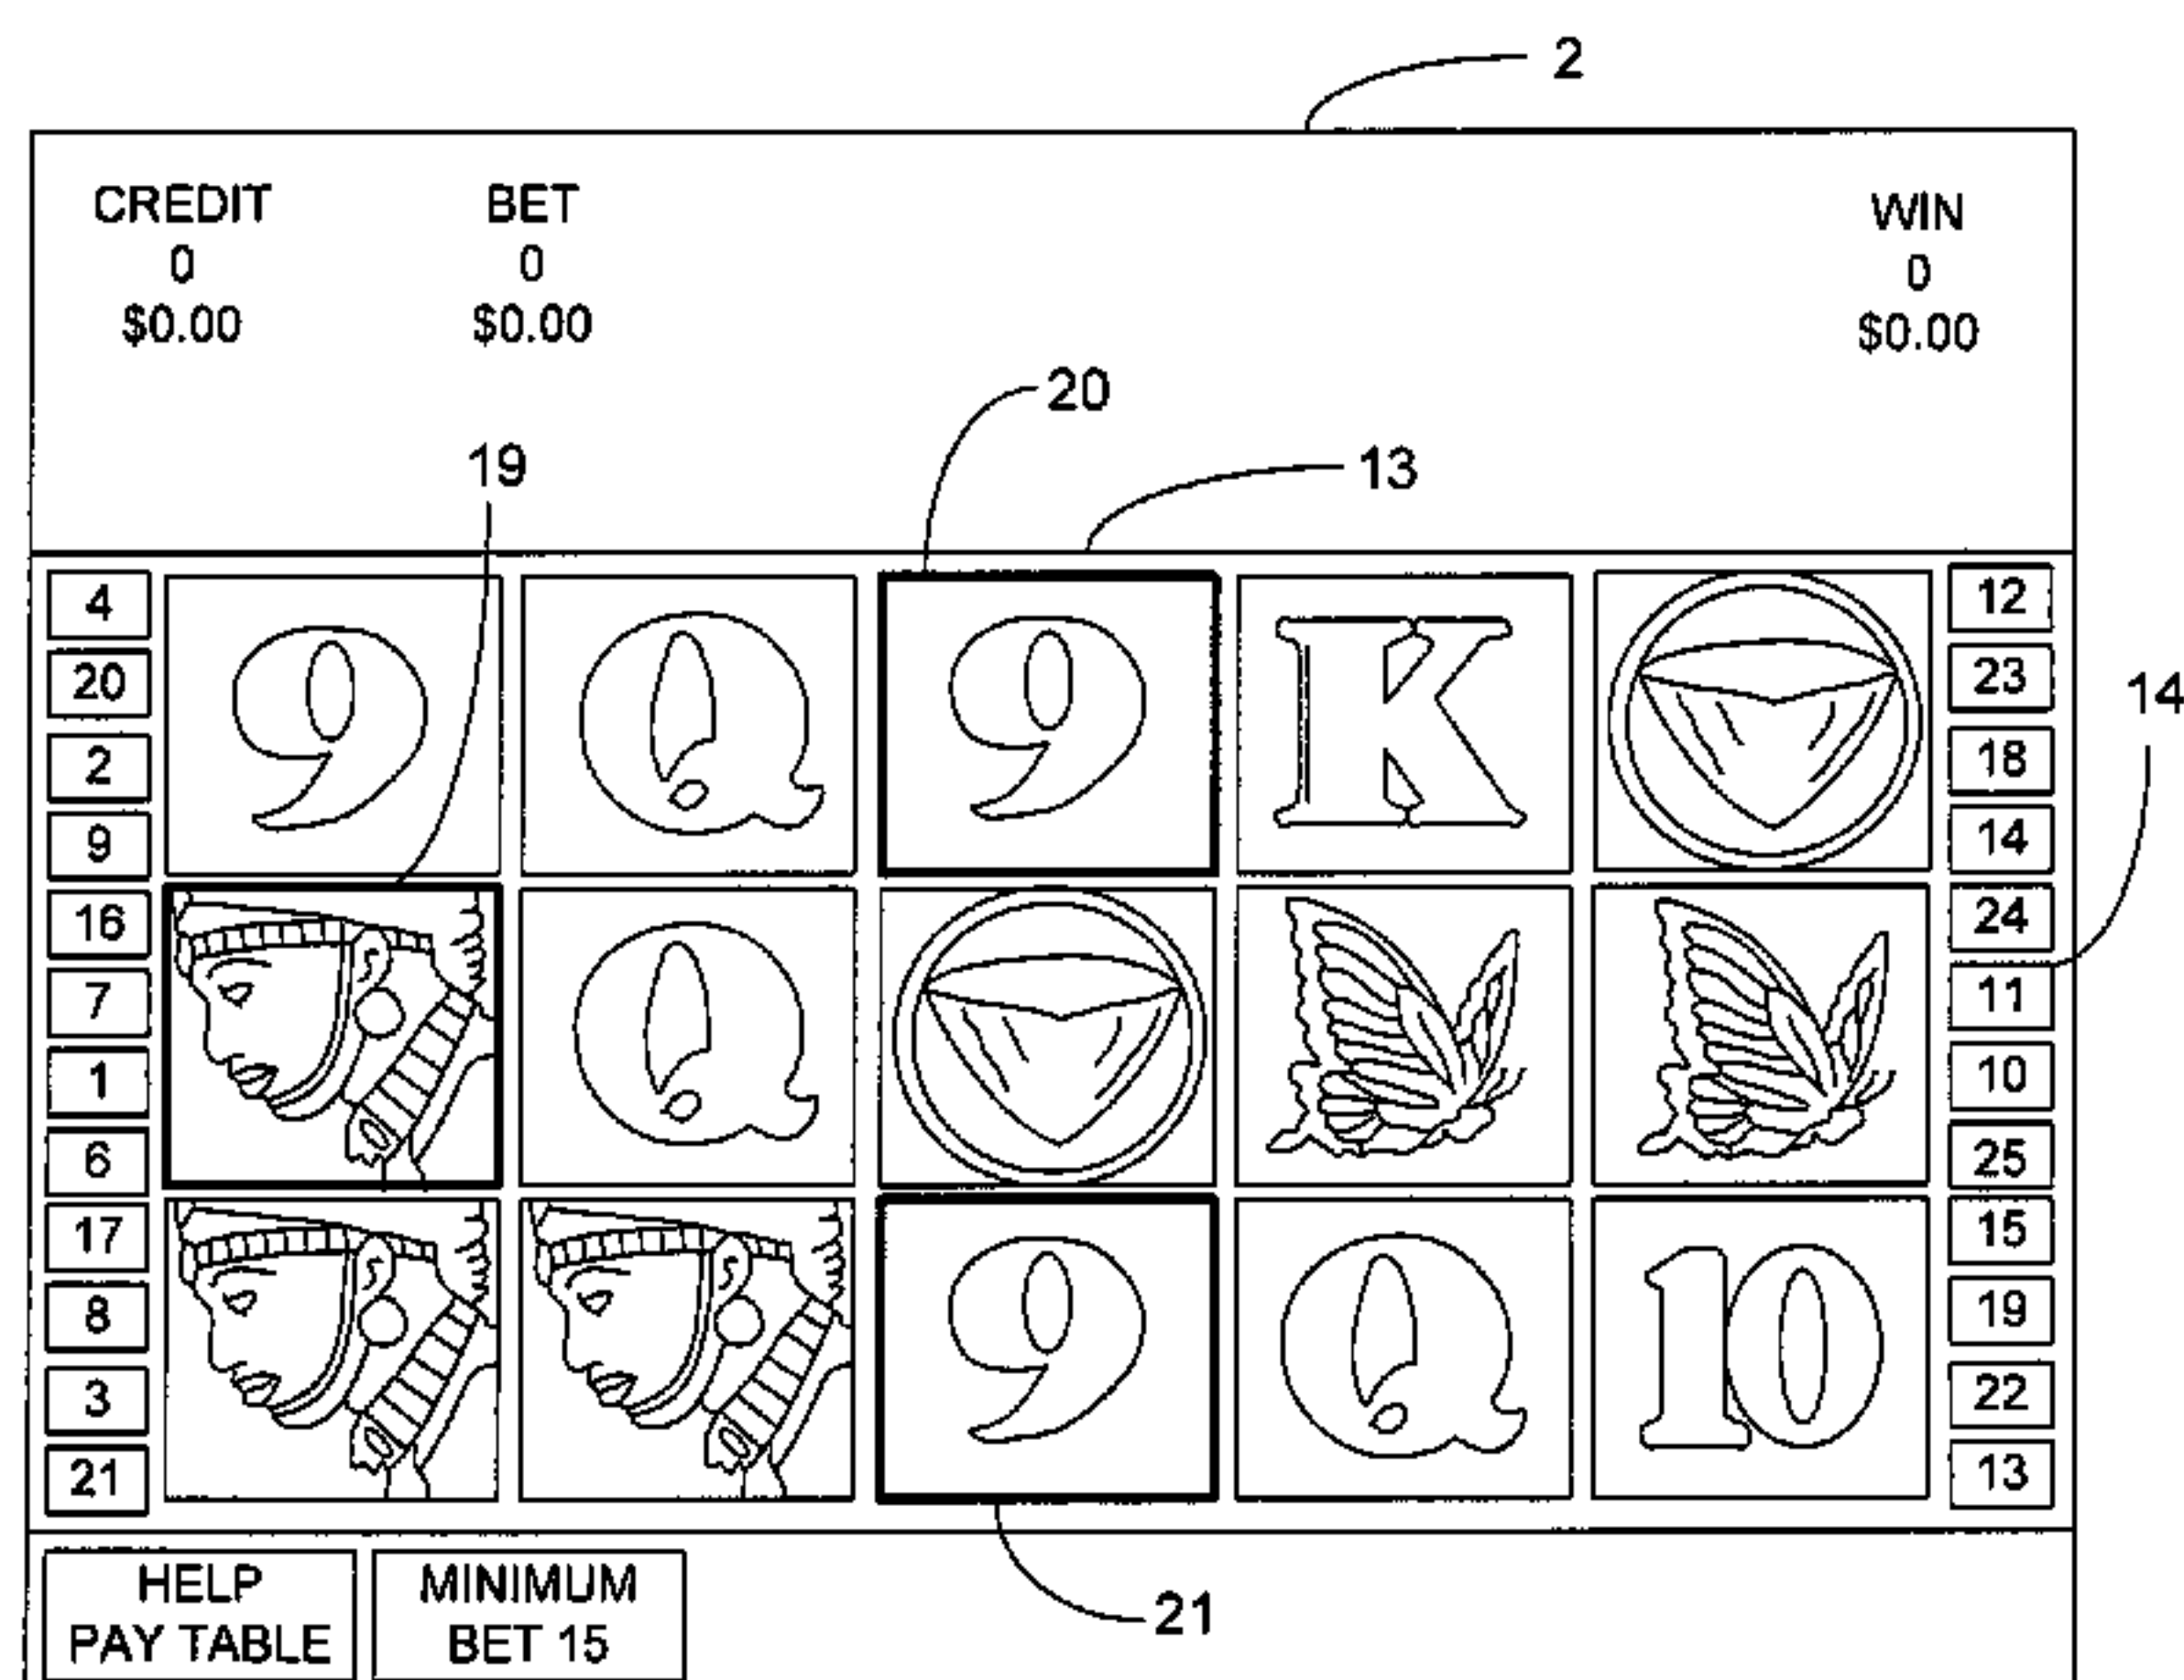 2
CREDIT BET WIN
0 0 0
$0.00 $0.00 $0.00
20
19 13
4 12
20 23
2 18
9 14
9 Q 9 K
14
16 24
7 11
1 10
6 25
Q
17 15
8 19
3 22
21 13
9 Q 10
HELP MINIMUM
PAY TABLE BET 15
21